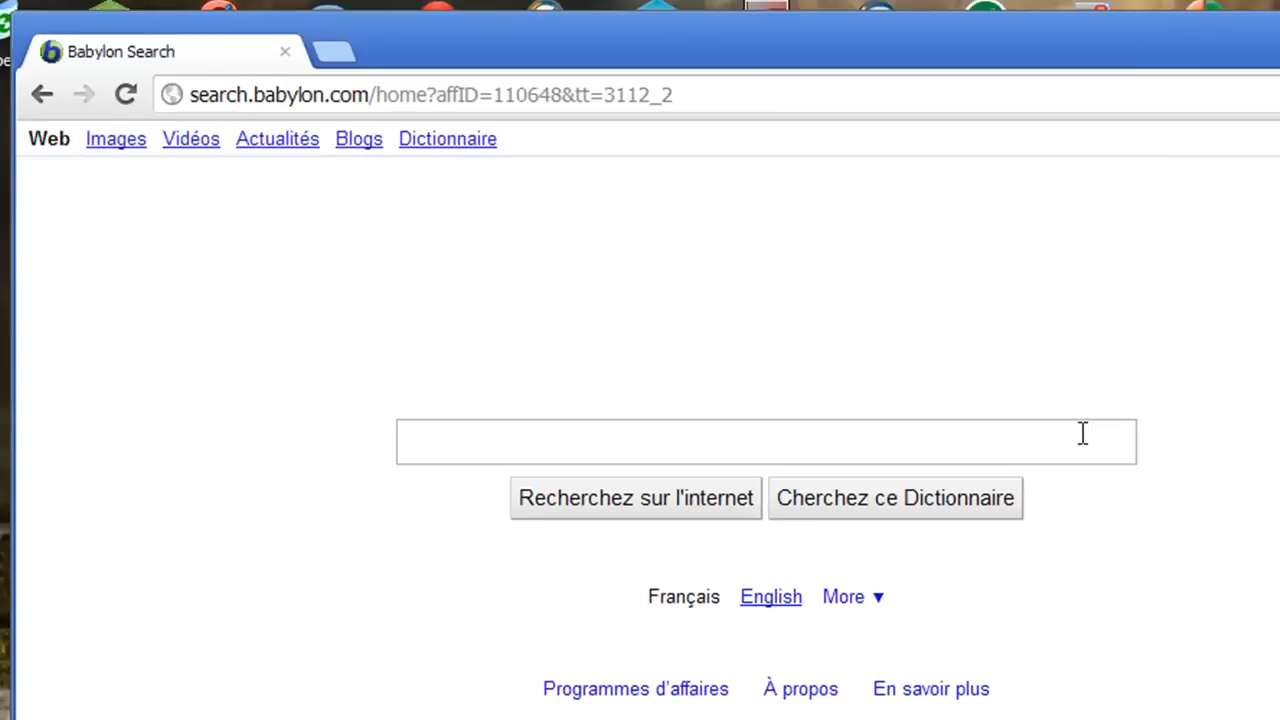 Babylon Search
search.babylon.com/home?affID=110648&tt=3112_2
Web Images Vidéos Actualités Blogs Dictionnaire
Recherchez sur l'internet Cherchez ce Dictionnaire
Français English More ▼
Programmes d'affaires À propos En savoir plus